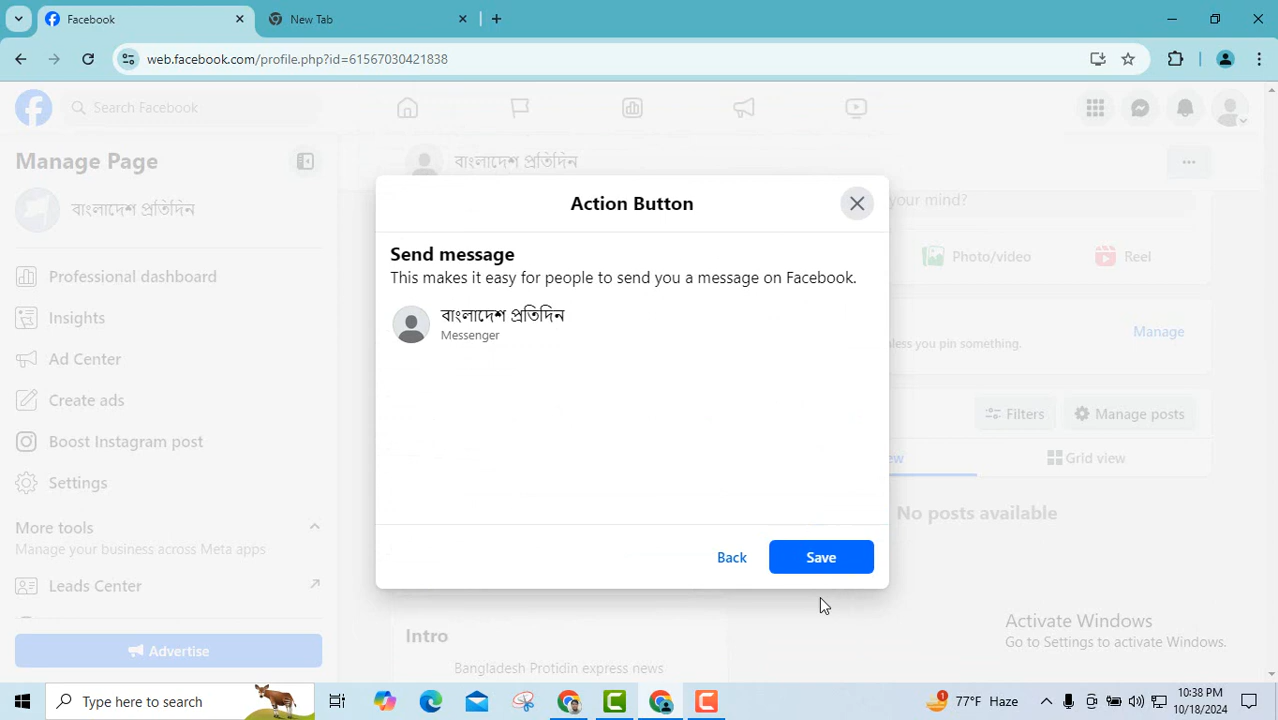 Facebook
New Tab
web.facebook.com/profile.php?id=61567030421838
Search Facebook
Manage Page
বাংলাদেশ প্রতিদিন
বাংলাদেশ প্রতিদিন
...
your mind?
Professional dashboard
Insights
Ad Center
Create ads
Boost Instagram post
Settings
More tools
Manage your business across Meta apps
Leads Center
Advertise
Action Button
Send message
This makes it easy for people to send you a message on Facebook.
বাংলাদেশ প্রতিদিন
Messenger
Back
Save
Photo/video
Reel
Manage
less you pin something.
Filters
Manage posts
Grid view
No posts available
Intro
Bangladesh Protidin express news
Activate Windows
Go to Settings to activate Windows.
Type here to search
1
77°F Haze
10:38 PM
10/18/2024